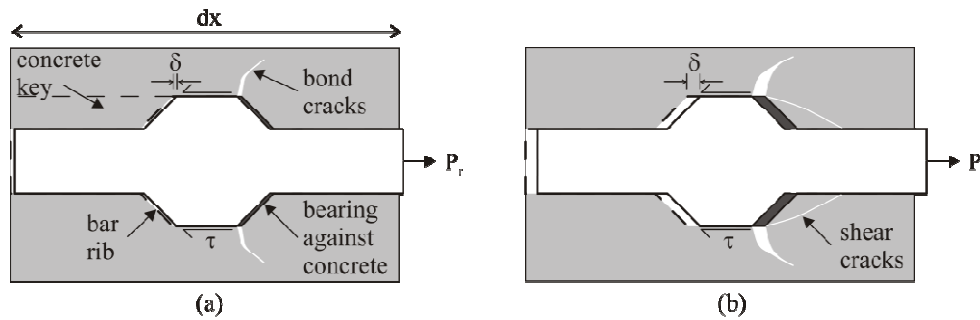 dx
concrete
key
δ
bond
cracks
P_r
bar
rib
τ
bearing
against
concrete
(a)
δ
P
τ
shear
cracks
(b)